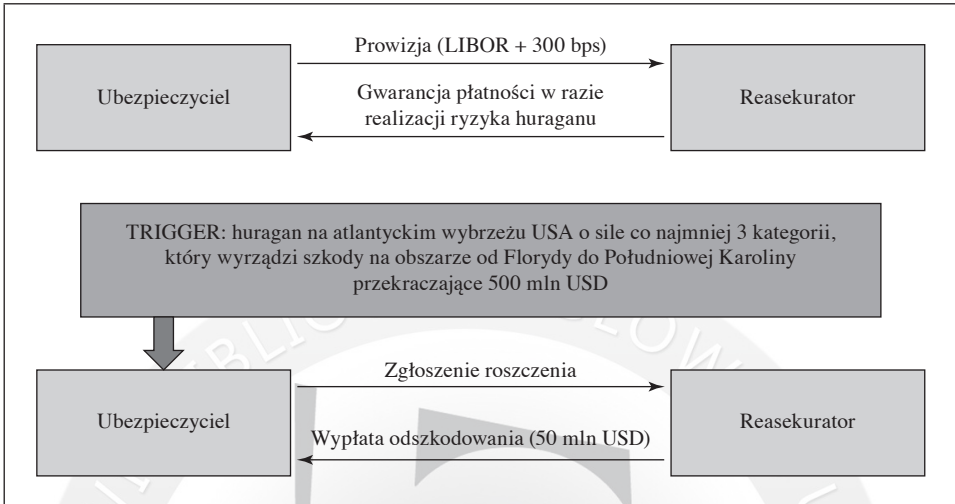 Prowizja (LIBOR + 300 bps)
Ubezpieczyciel
Gwarancja płatności w razie
realizacji ryzyka huraganu
Reasekurator
TRIGGER: huragan na atlantyckim wybrzeżu USA o sile co najmniej 3 kategorii,
który wyrządzi szkody na obszarze od Florydy do Południowej Karoliny
przekraczające 500 mln USD
Zgłoszenie roszczenia
Ubezpieczyciel
Reasekurator
Wypłata odszkodowania (50 mln USD)